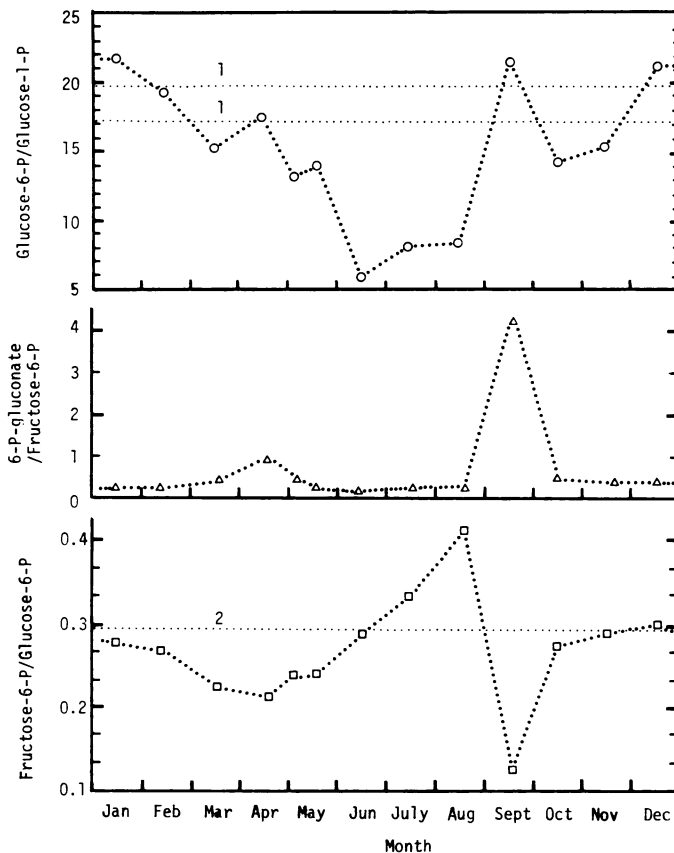 Glucose-6-P/Glucose-1-P
25
20
15
10
5
1
1
6-P-gluconate
/Fructose-6-P
4
3
2
1
0
Fructose-6-P/Glucose-6-P
0.4
0.3
0.2
0.1
2
Jan Feb Mar Apr May Jun July Aug Sept Oct Nov Dec
Month